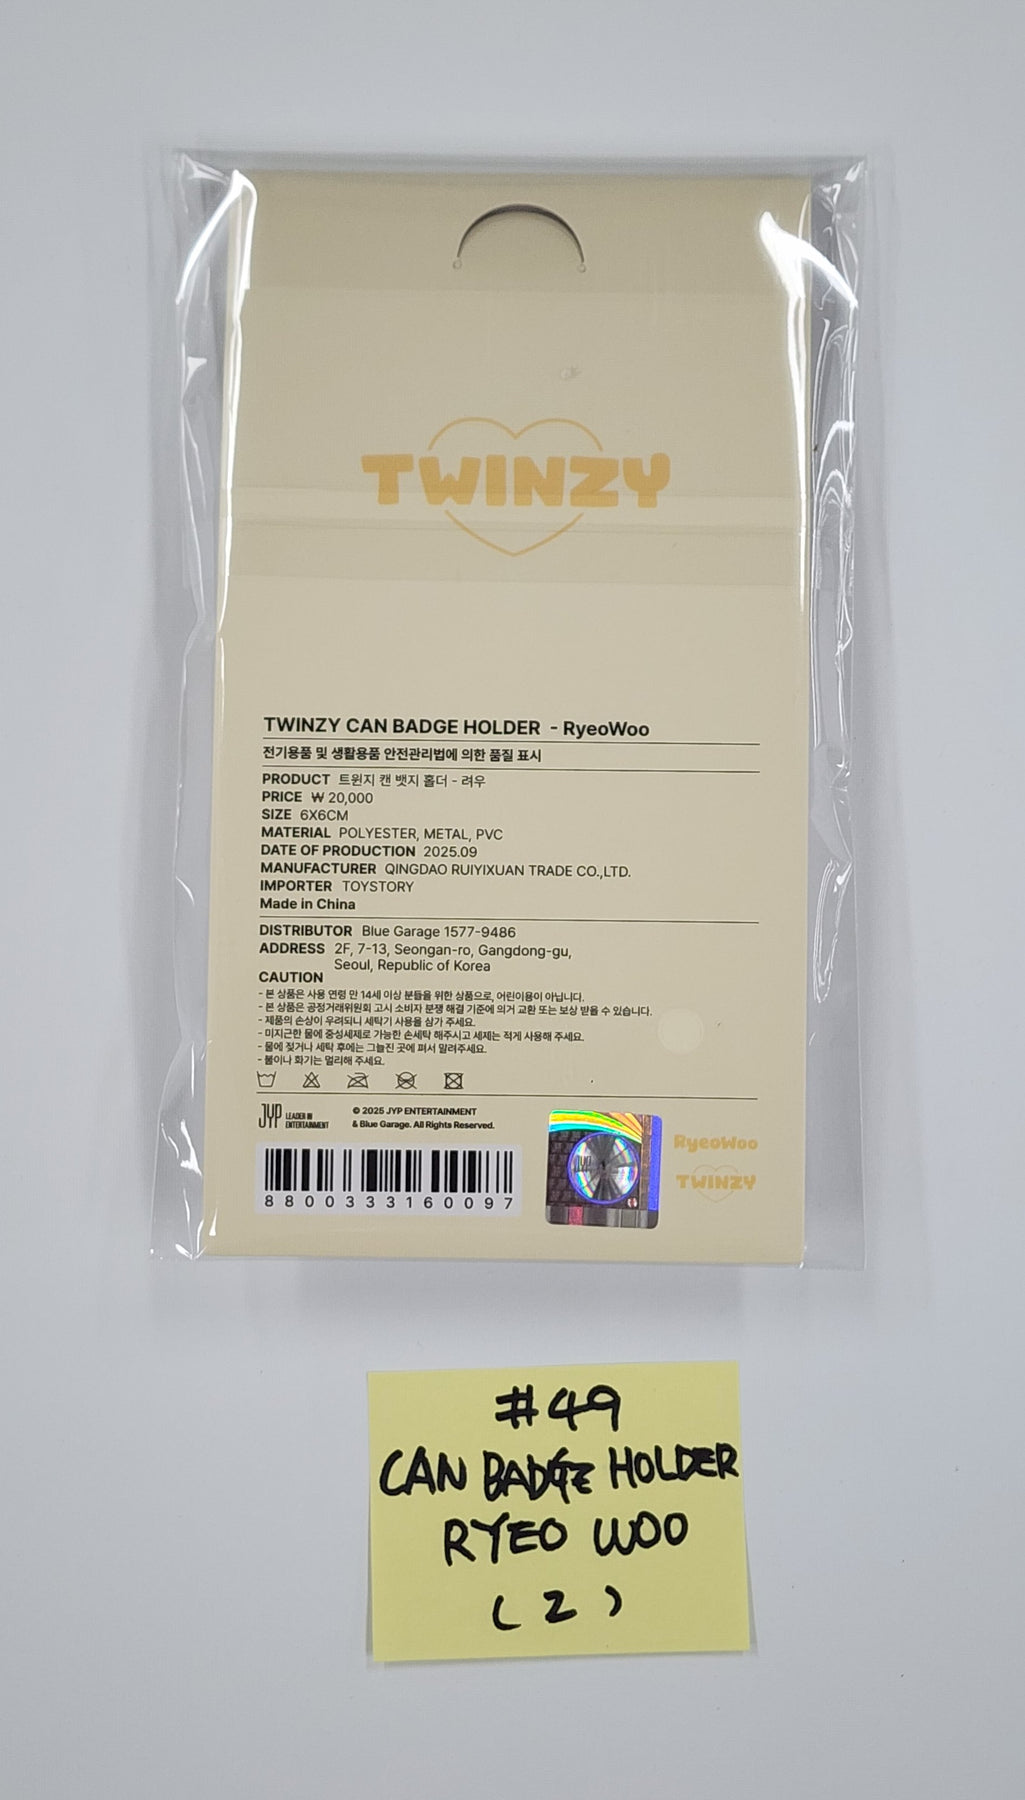 TWINZY
TWINZY CAN BADGE HOLDER - RyeoWoo
전기용품 및 생활용품 안전관리법에 의한 품질 표시
PRODUCT 트윈지 캔 뱃지 홀더 - 려우
PRICE ₩ 20,000
SIZE 6X6CM
MATERIAL POLYESTER, METAL, PVC
DATE OF PRODUCTION 2025.09
MANUFACTURER QINGDAO RUIYIXUAN TRADE CO.,LTD.
IMPORTER TOYSTORY
Made in China
DISTRIBUTOR Blue Garage 1577-9486
ADDRESS 2F, 7-13, Seongan-ro, Gangdong-gu,
Seoul, Republic of Korea
CAUTION
- 본 상품은 사용 연령 만 14세 이상 분들을 위한 상품으로, 어린이용이 아닙니다.
- 본 상품은 공정거래위원회 고시 소비자 분쟁 해결 기준에 의거 교환 또는 보상 받을 수 있습니다.
- 제품의 손상이 우려되니 세탁기 사용을 삼가 주세요.
- 미지근한 물에 중성세제로 가능한 손세탁 해주시고 세제는 적게 사용해 주세요.
- 물에 젖거나 세탁 후에는 그늘진 곳에 펴서 말려주세요.
- 불이나 화기는 멀리해 주세요.
JYP LEADER IN ENTERTAINMENT
© 2025 JYP ENTERTAINMENT
& Blue Garage. All Rights Reserved.
8800333160097
JYP
RyeoWoo
TWINZY
#49
CAN BADGE HOLDER
RYEO WOO
(2)